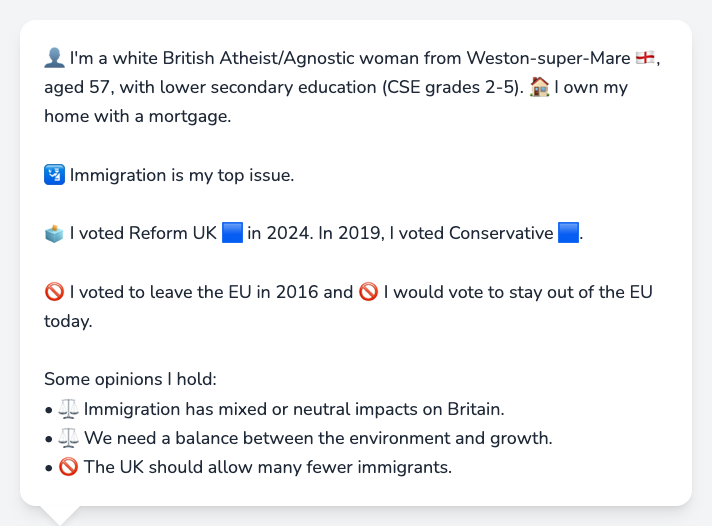 👤 I'm a white British Atheist/Agnostic woman from Weston-super-Mare 🏴󠁧󠁢󠁥󠁮󠁧󠁿,
aged 57, with lower secondary education (CSE grades 2-5). 🏠 I own my
home with a mortgage.
🛂 Immigration is my top issue.
🗳️ I voted Reform UK 🟦 in 2024. In 2019, I voted Conservative 🟦.
🚫 I voted to leave the EU in 2016 and 🚫 I would vote to stay out of the EU
today.
Some opinions I hold:
• ⚖️ Immigration has mixed or neutral impacts on Britain.
• ⚖️ We need a balance between the environment and growth.
• 🚫 The UK should allow many fewer immigrants.